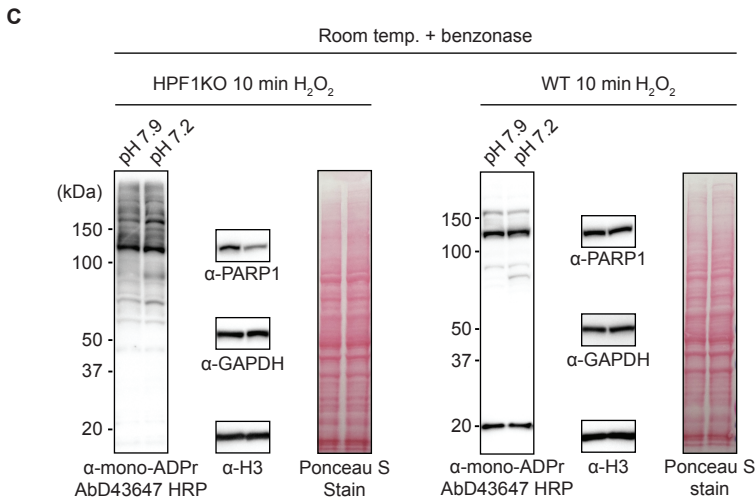 C
Room temp. + benzonase
HPF1KO 10 min H₂O₂
pH 7.9
pH 7.2
(kDa)
150
100
50
37
20
α-PARP1
α-GAPDH
α-mono-ADPr
AbD43647 HRP
α-H3
Ponceau S
Stain
WT 10 min H₂O₂
pH 7.9
pH 7.2
150
100
50
37
20
α-PARP1
α-GAPDH
α-mono-ADPr
AbD43647 HRP
α-H3
Ponceau S
stain